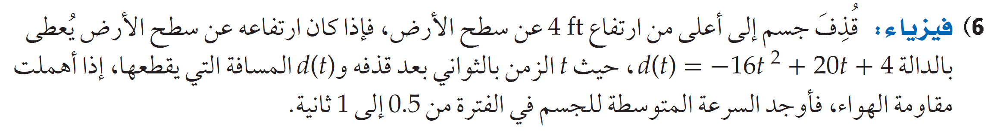 6) فيزياء: قُذِفَ جسم إلى أعلى من ارتفاع 4 ft عن سطح الأرض، فإذا كان ارتفاعه عن سطح الأرض يُعطى
بالدالة d(t) = −16t² + 20t + 4، حيث t الزمن بالثواني بعد قذفه و d(t) المسافة التي يقطعها، إذا أهملت
مقاومة الهواء، فأوجد السرعة المتوسطة للجسم في الفترة من 0.5 إلى 1 ثانية.